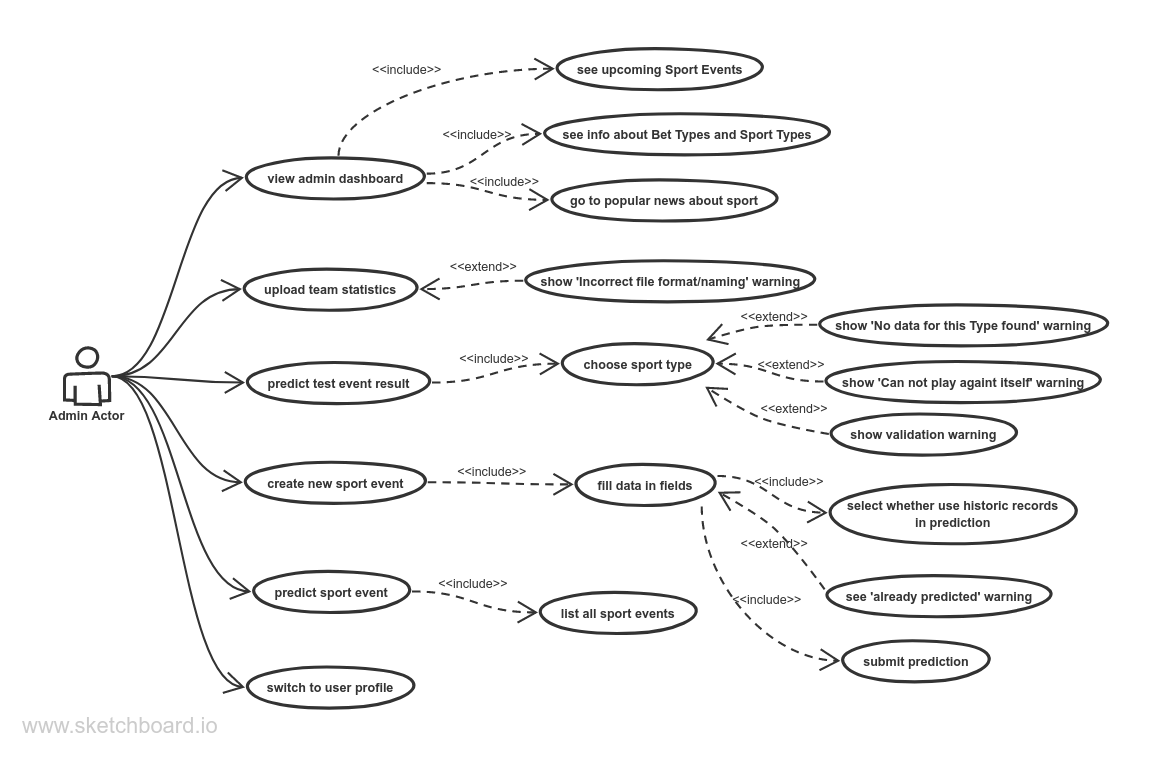 <<include>>
see upcoming Sport Events
<<include>>
see info about Bet Types and Sport Types
view admin dashboard
<<include>>
go to popular news about sport
<<extend>>
upload team statistics
show 'Incorrect file format/naming' warning
<<extend>>
show 'No data for this Type found' warning
<<include>>
choose sport type
<<extend>>
predict test event result
show 'Can not play againt itself' warning
<<extend>>
Admin Actor
show validation warning
<<include>>
create new sport event
fill data in fields
<<include>>
select whether use historic records
in prediction
<<extend>>
<<include>>
predict sport event
see 'already predicted' warning
<<include>>
list all sport events
submit prediction
switch to user profile
www.sketchboard.io